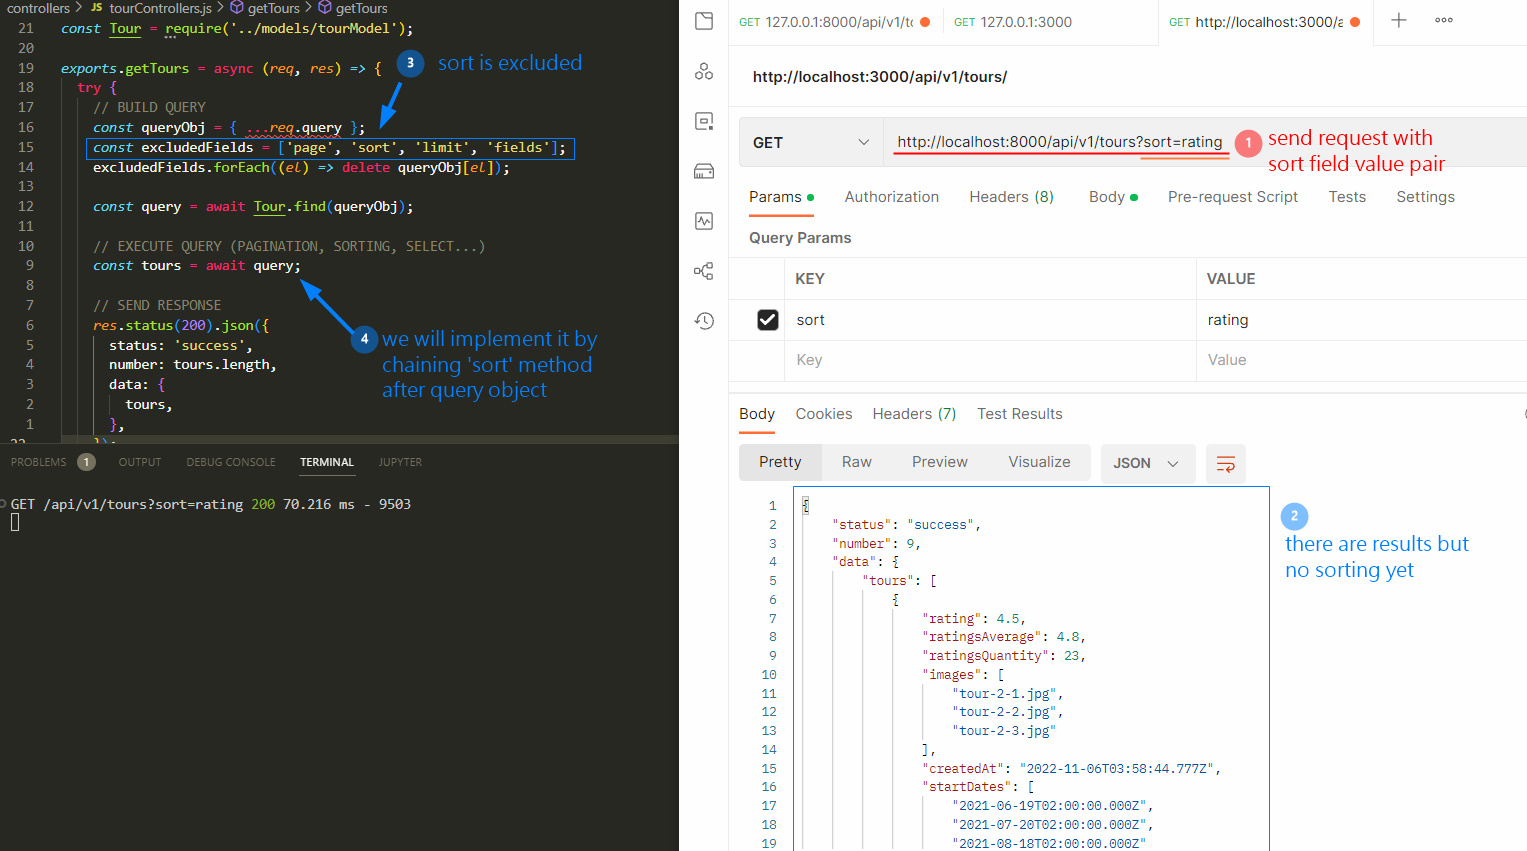 controllers > JS tourControllers.js > getTours > getTours
21 const Tour = require('../models/tourModel');
20
19 exports.getTours = async (req, res) => {
3 sort is excluded
18 try {
17 // BUILD QUERY
16 const queryObj = { ...req.query };
15 const excludedFields = ['page', 'sort', 'limit', 'fields'];
14 excludedFields.forEach((el) => delete queryObj[el]);
13
12 const query = await Tour.find(queryObj);
11
10 // EXECUTE QUERY (PAGINATION, SORTING, SELECT...)
9 const tours = await query;
8
7 // SEND RESPONSE
6 res.status(200).json({
5 status: 'success',
4 number: tours.length,
3 data: {
2 tours,
1 },
22 });
4 we will implement it by
chaining 'sort' method
after query object
PROBLEMS 1 OUTPUT DEBUG CONSOLE TERMINAL JUPYTER
GET /api/v1/tours?sort=rating 200 70.216 ms - 9503
GET 127.0.0.1:8000/api/v1/t
GET 127.0.0.1:3000
GET http://localhost:3000/a
http://localhost:3000/api/v1/tours/
GET http://localhost:8000/api/v1/tours?sort=rating
1 send request with
sort field value pair
Params Authorization Headers (8) Body Pre-request Script Tests Settings
Query Params
KEY VALUE
sort rating
Key Value
Body Cookies Headers (7) Test Results
Pretty Raw Preview Visualize JSON
1 {
2 "status": "success",
3 "number": 9,
4 "data": {
5 "tours": [
6 {
7 "rating": 4.5,
8 "ratingsAverage": 4.8,
9 "ratingsQuantity": 23,
10 "images": [
11 "tour-2-1.jpg",
12 "tour-2-2.jpg",
13 "tour-2-3.jpg"
14 ],
15 "createdAt": "2022-11-06T03:58:44.777Z",
16 "startDates": [
17 "2021-06-19T02:00:00.000Z",
18 "2021-07-20T02:00:00.000Z",
19 "2021-08-18T02:00:00.000Z"
2
there are results but
no sorting yet